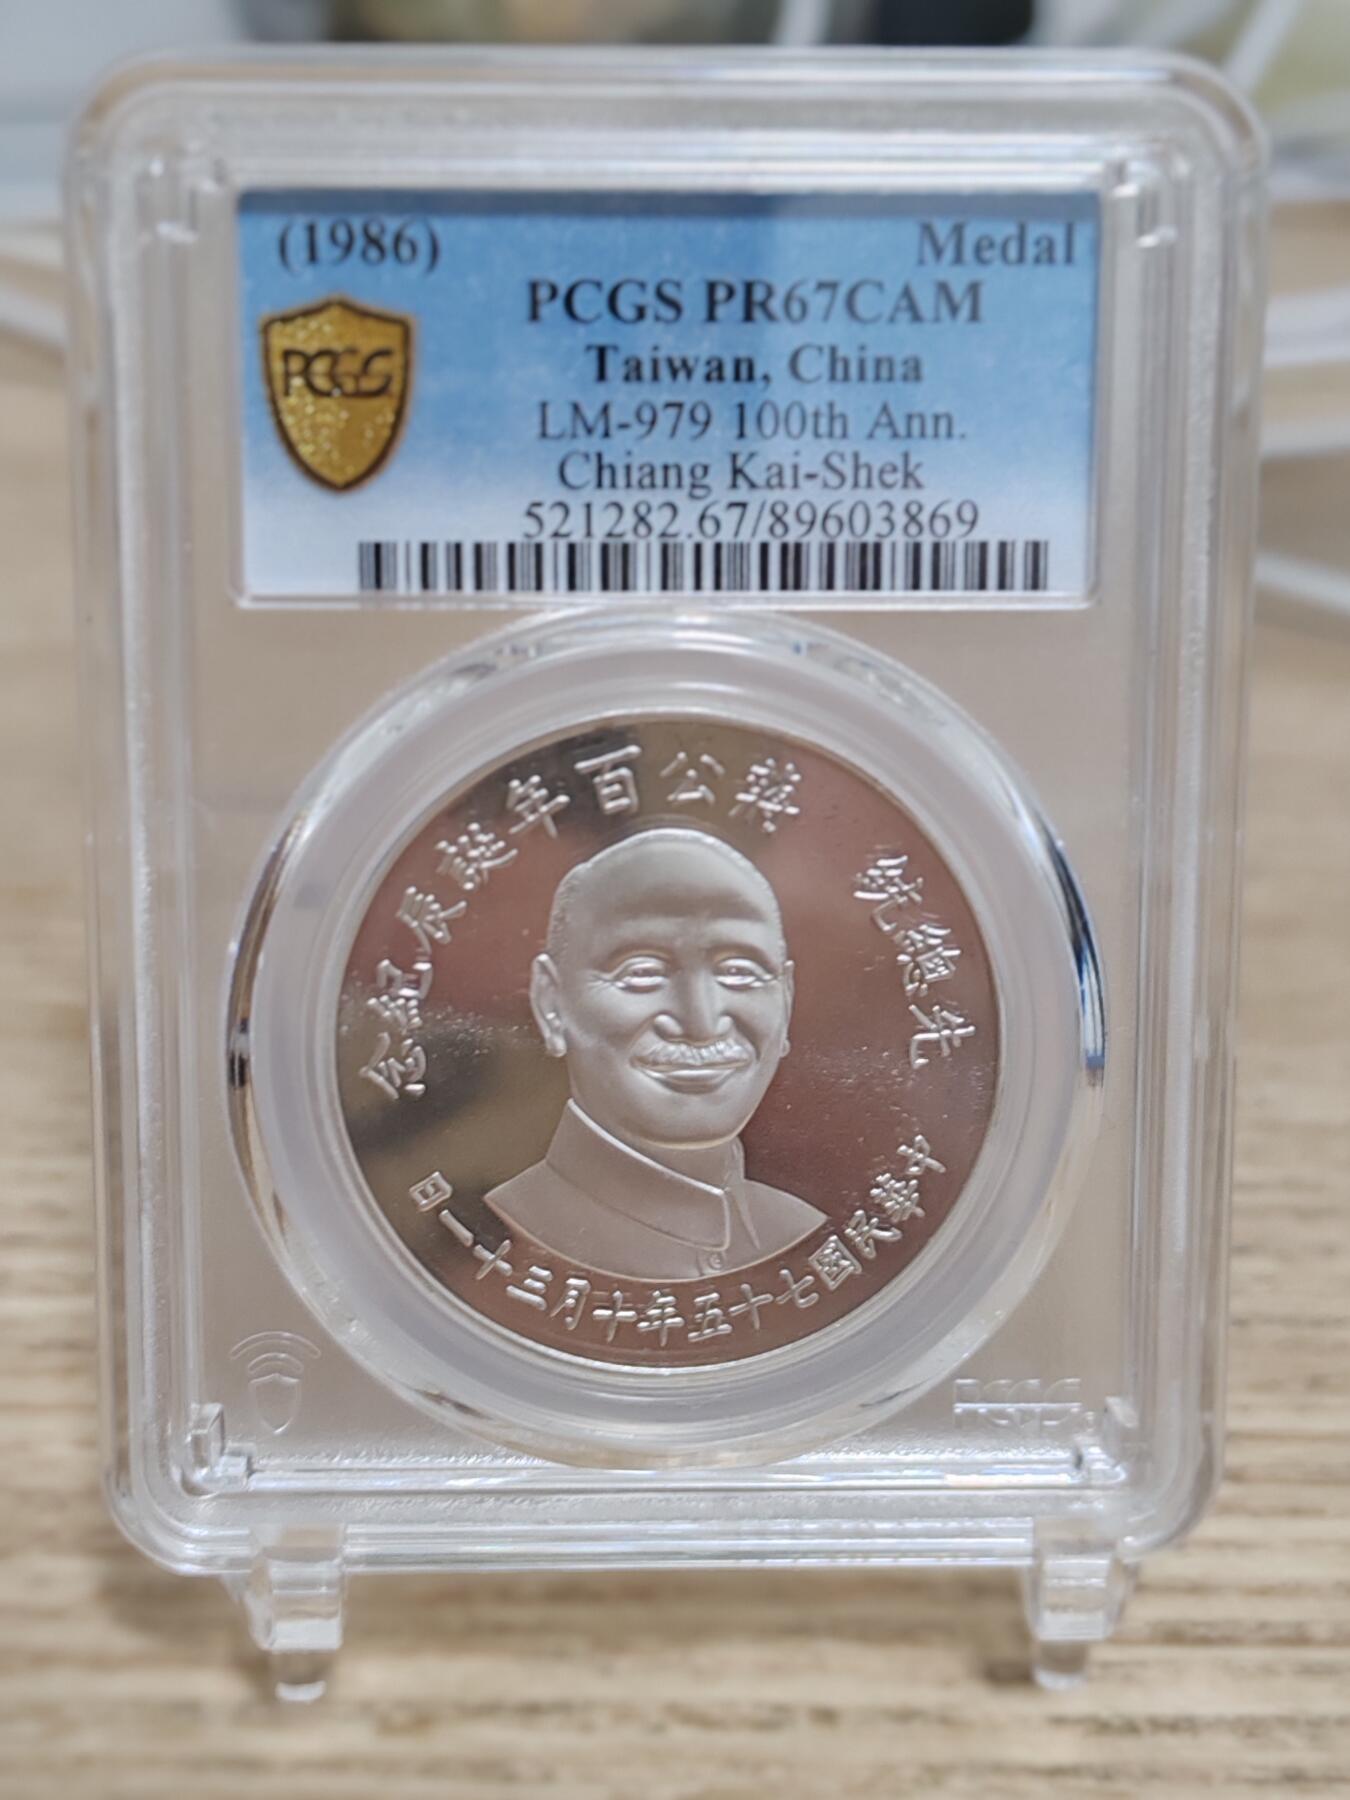 (1986) Medal
PCGS PR67CAM
PCGS
Taiwan, China
LM-979 100th Ann.
Chiang Kai-Shek
521282.67/89603869
先總統
蔣公百年誕辰紀念
中華民國七十五年十月三十一日
PCGS